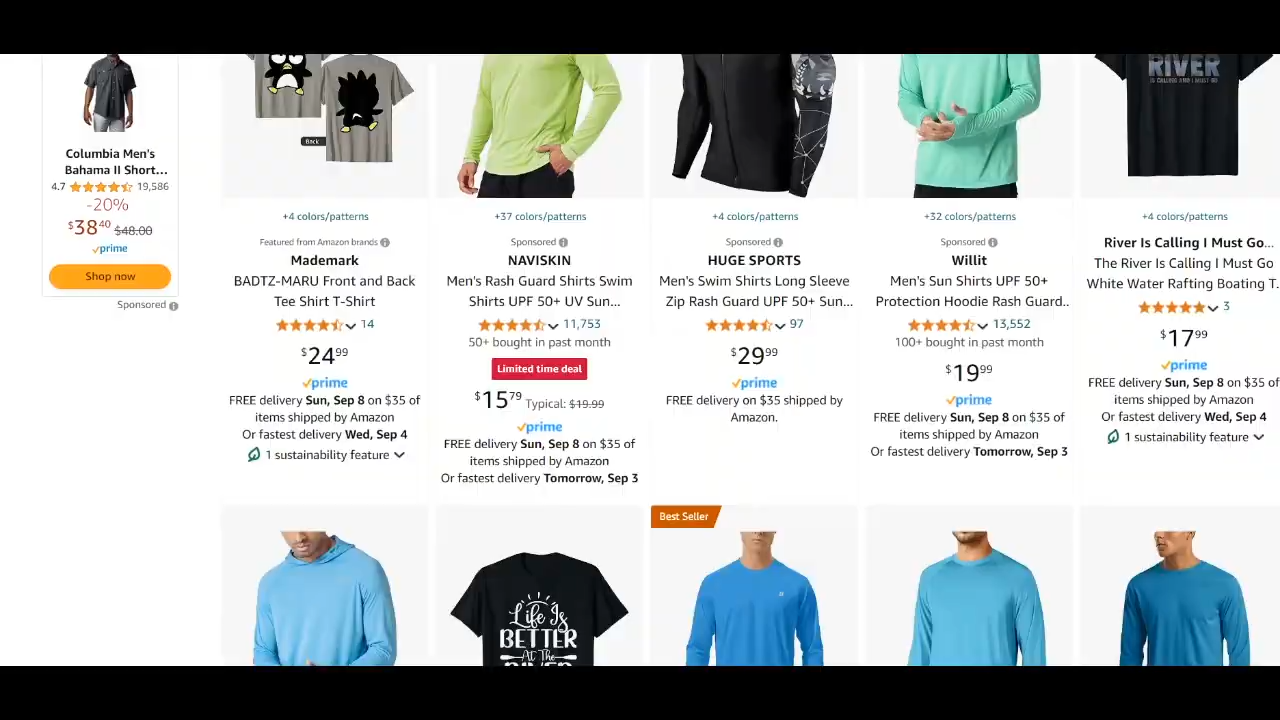 Columbia Men's
Bahama II Short...
4.7 19,586
-20%
$38.40 $48.00
prime
Shop now
Sponsored
Back
+4 colors/patterns
Featured from Amazon brands
Mademark
BADTZ-MARU Front and Back
Tee Shirt T-Shirt
14
$24.99
prime
FREE delivery Sun, Sep 8 on $35 of
items shipped by Amazon
Or fastest delivery Wed, Sep 4
1 sustainability feature
+37 colors/patterns
Sponsored
NAVISKIN
Men's Rash Guard Shirts Swim
Shirts UPF 50+ UV Sun...
11,753
50+ bought in past month
Limited time deal
$15.79 Typical: $19.99
prime
FREE delivery Sun, Sep 8 on $35 of
items shipped by Amazon
Or fastest delivery Tomorrow, Sep 3
+4 colors/patterns
Sponsored
HUGE SPORTS
Men's Swim Shirts Long Sleeve
Zip Rash Guard UPF 50+ Sun...
97
$29.99
prime
FREE delivery on $35 shipped by
Amazon.
+32 colors/patterns
Sponsored
Willit
Men's Sun Shirts UPF 50+
Protection Hoodie Rash Guard..
13,552
100+ bought in past month
$19.99
prime
FREE delivery Sun, Sep 8 on $35 of
items shipped by Amazon
Or fastest delivery Tomorrow, Sep 3
RIVER
IS CALLING AND I MUST GO
+4 colors/patterns
River Is Calling I Must Go...
The River Is Calling I Must Go
White Water Rafting Boating T.
3
$17.99
prime
FREE delivery Sun, Sep 8 on $35 of
items shipped by Amazon
Or fastest delivery Wed, Sep 4
1 sustainability feature
Life Is
BETTER
At The
RIVER
Best Seller